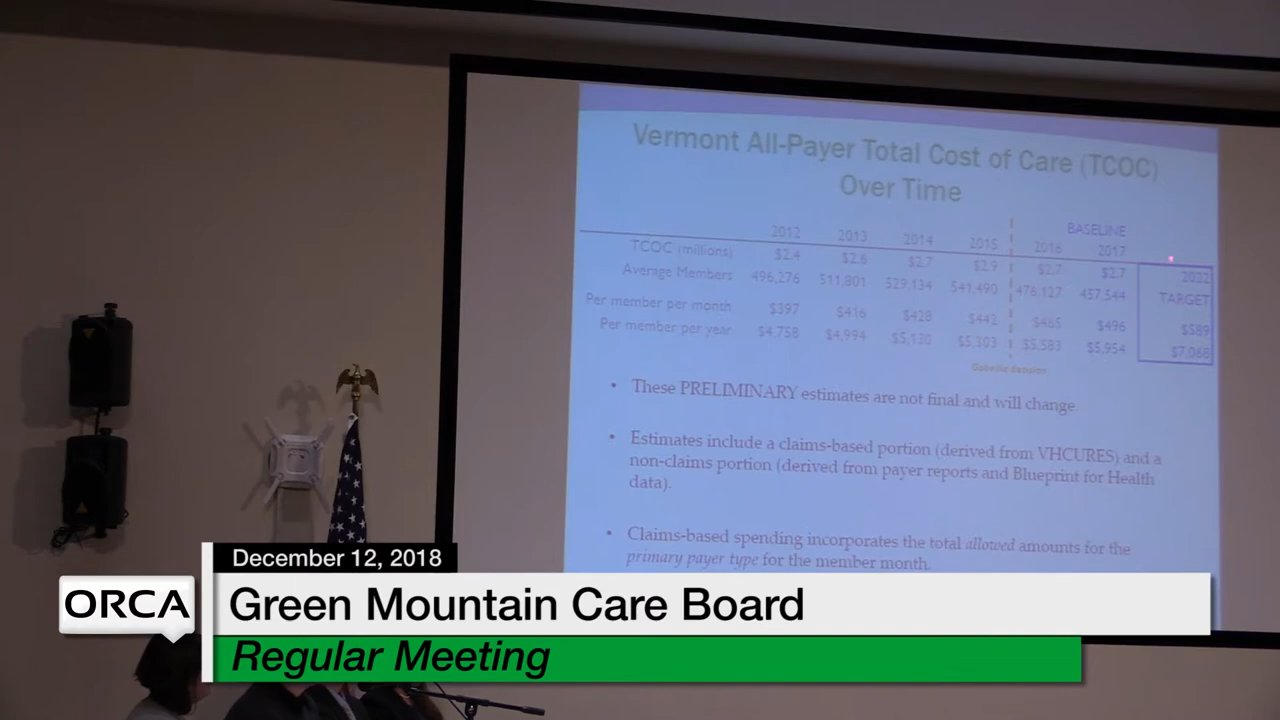 Vermont All-Payer Total Cost of Care (TCOC)
Over Time
BASELINE
2012 2013 2014 2015 2016 2017 2022
TCOC (millions) $2.4 $2.6 $2.7 $2.9 $2.7 $2.7 TARGET
Average Members 496,276 511,801 529,134 541,490 476,127 457,544
Per member per month $397 $416 $428 $442 $465 $496 $589
Per member per year $4,758 $4,994 $5,130 $5,303 $5,583 $5,954 $7,068
decision
• These PRELIMINARY estimates are not final and will change.
• Estimates include a claims-based portion (derived from VHCURES) and a
non-claims portion (derived from payer reports and Blueprint for Health
data).
• Claims-based spending incorporates the total allowed amounts for the
primary payer type for the member month.
December 12, 2018
ORCA
Green Mountain Care Board
Regular Meeting